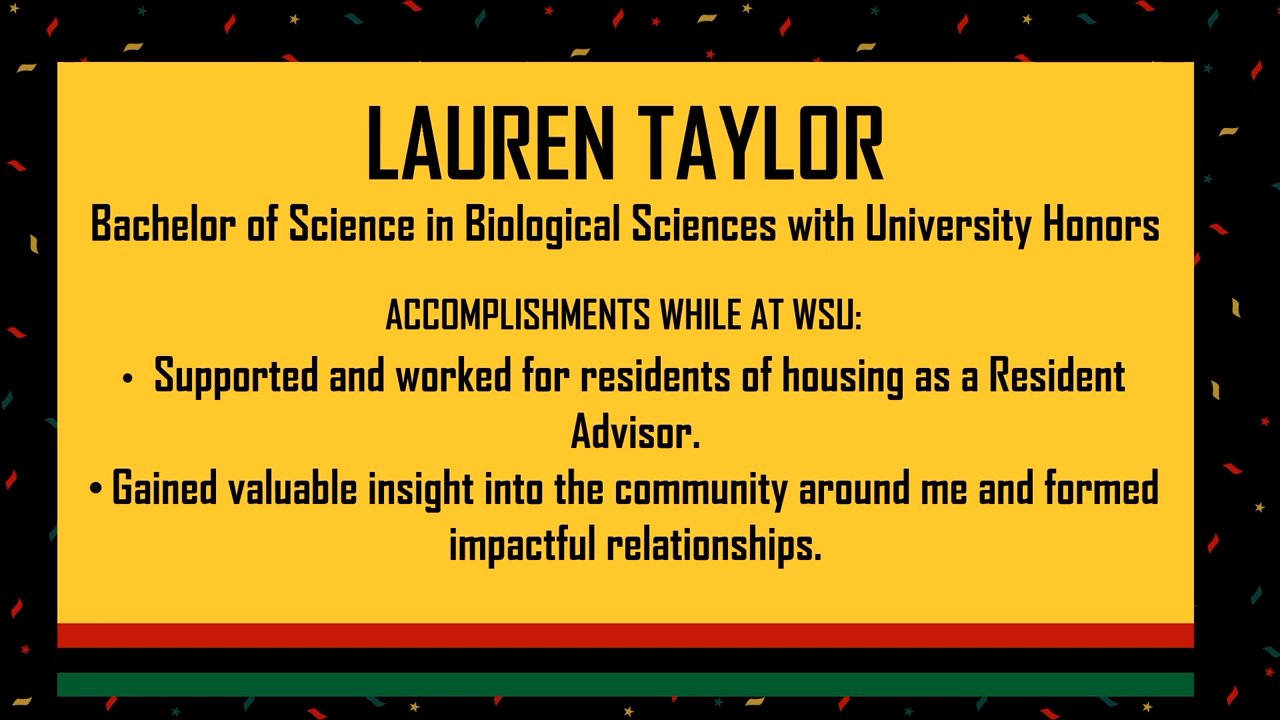 LAUREN TAYLOR
Bachelor of Science in Biological Sciences with University Honors
ACCOMPLISHMENTS WHILE AT WSU:
• Supported and worked for residents of housing as a Resident
Advisor.
• Gained valuable insight into the community around me and formed
impactful relationships.